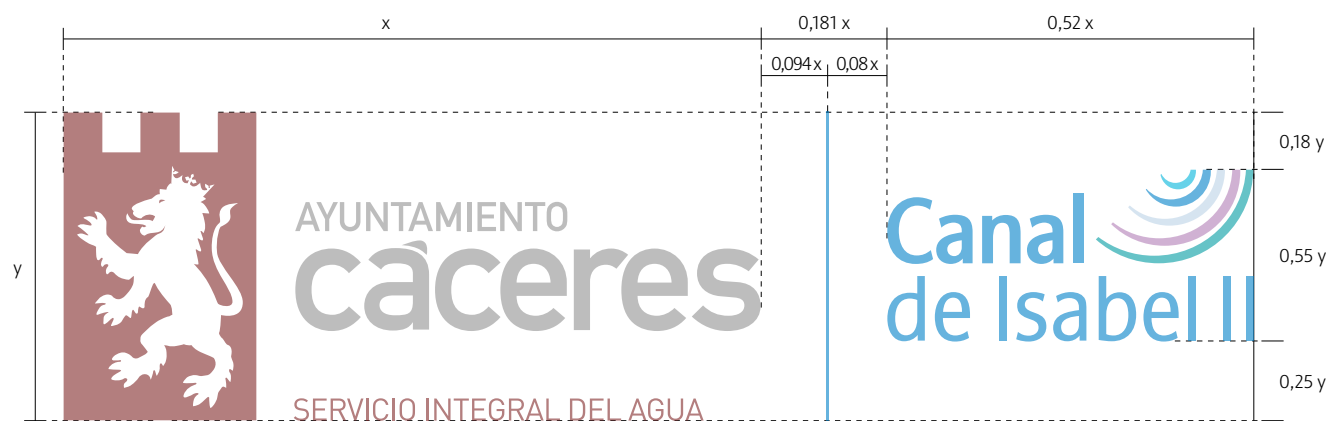 x
0,181 x
0,52 x
0,094 x
0,08 x
0,18 y
AYUNTAMIENTO
cáceres
Canal
de Isabel II
y
0,55 y
0,25 y
SERVICIO INTEGRAL DEL AGUA